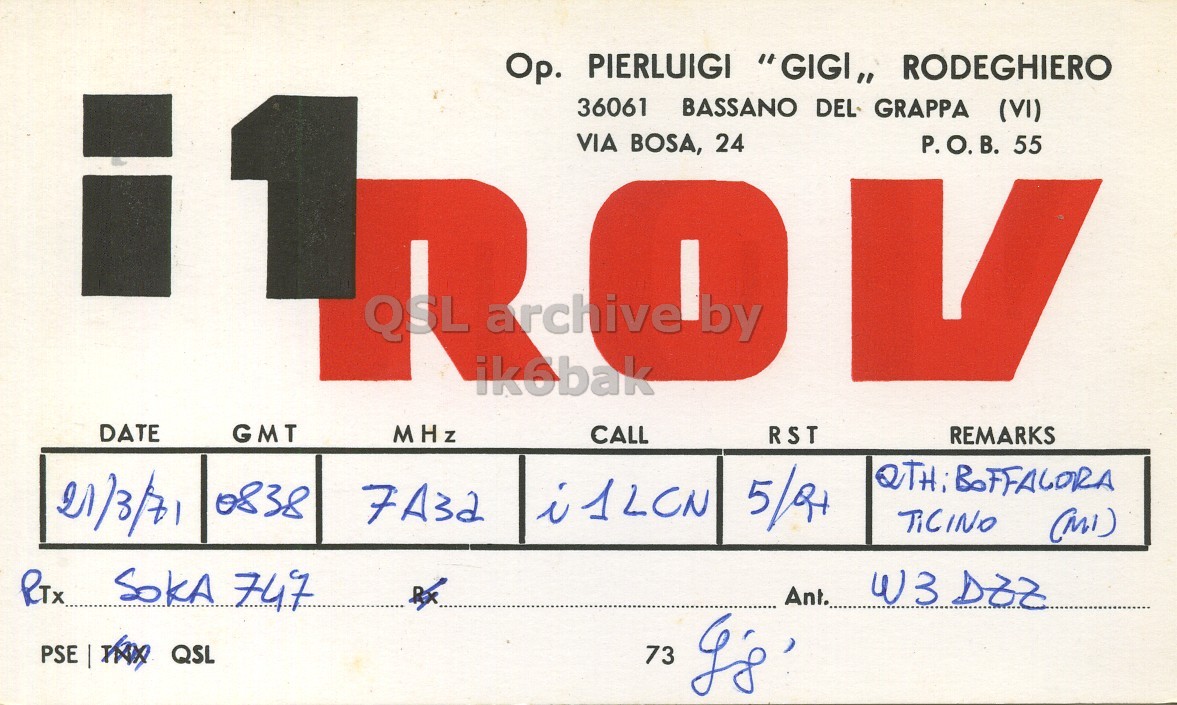 Op. PIERLUIGI "GIGI„ RODEGHIERO
36061 BASSANO DEL GRAPPA (VI)
VIA BOSA, 24 P.O.B. 55
i1ROV
QSL archive by
ik6bak
DATE GMT MHz CALL RST REMARKS
21/3/71 0838 7A3a i1LCN 5/9+ QTH: BOFFALORA
TICINO (MI)
RTx SOKA 747 Rx Ant. W3DZZ
PSE | TNX QSL 73 Gigi